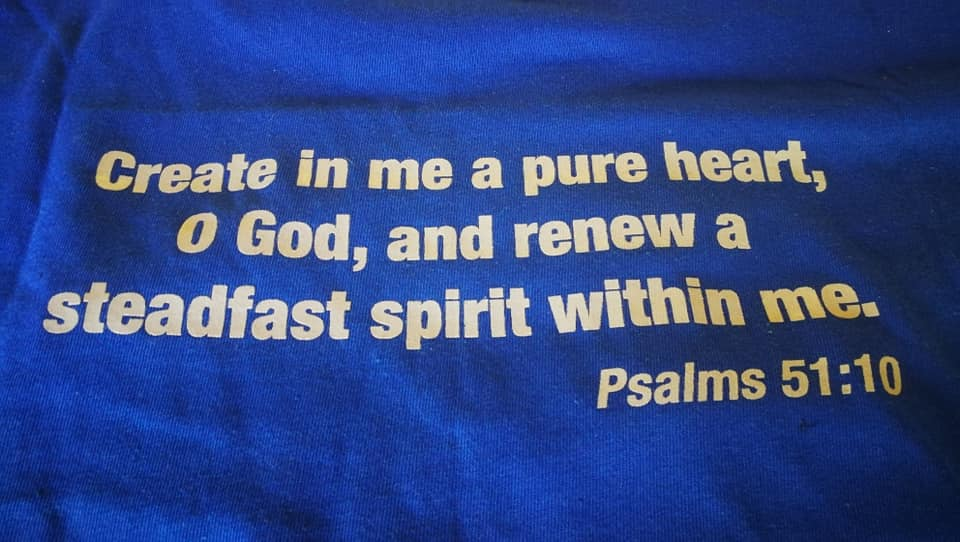 Create in me a pure heart,
O God, and renew a
steadfast spirit within me.
Psalms 51:10